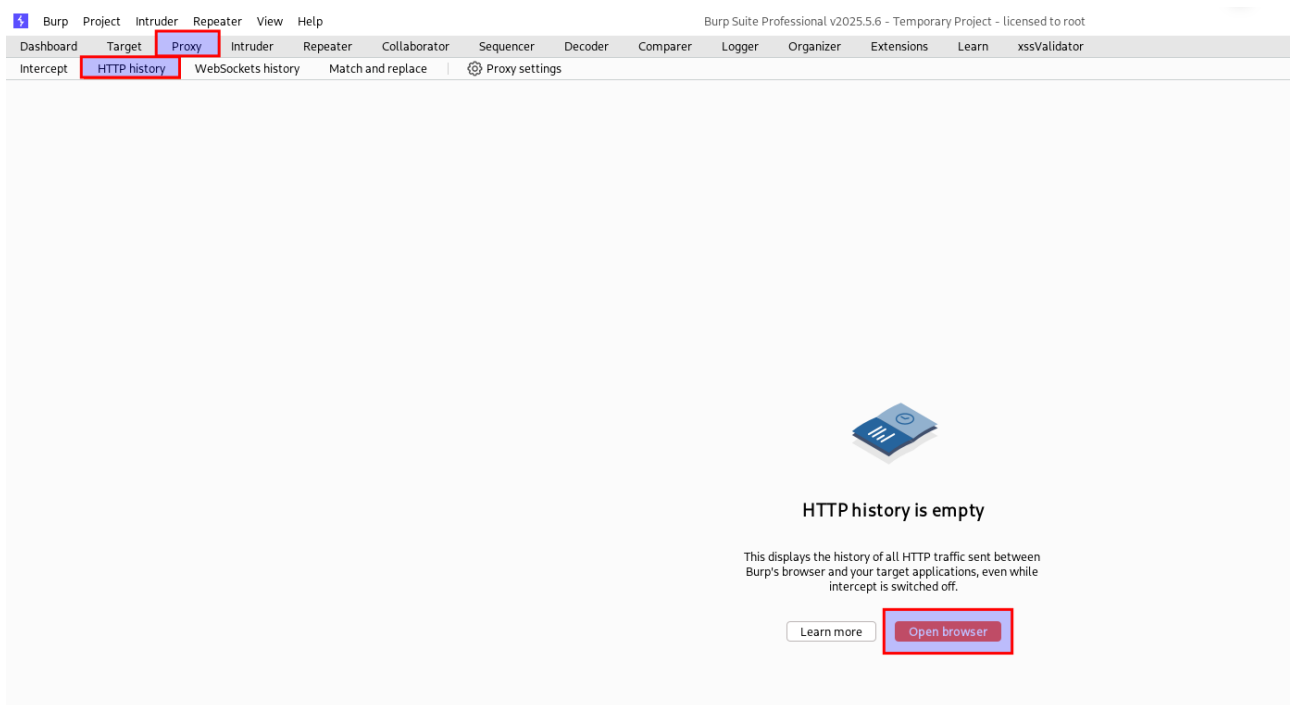 Burp Project Intruder Repeater View Help Burp Suite Professional v2025.5.6 - Temporary Project - licensed to root
Dashboard Target Proxy Intruder Repeater Collaborator Sequencer Decoder Comparer Logger Organizer Extensions Learn xssValidator
Intercept HTTP history WebSockets history Match and replace Proxy settings
HTTP history is empty
This displays the history of all HTTP traffic sent between
Burp's browser and your target applications, even while
intercept is switched off.
Learn more Open browser